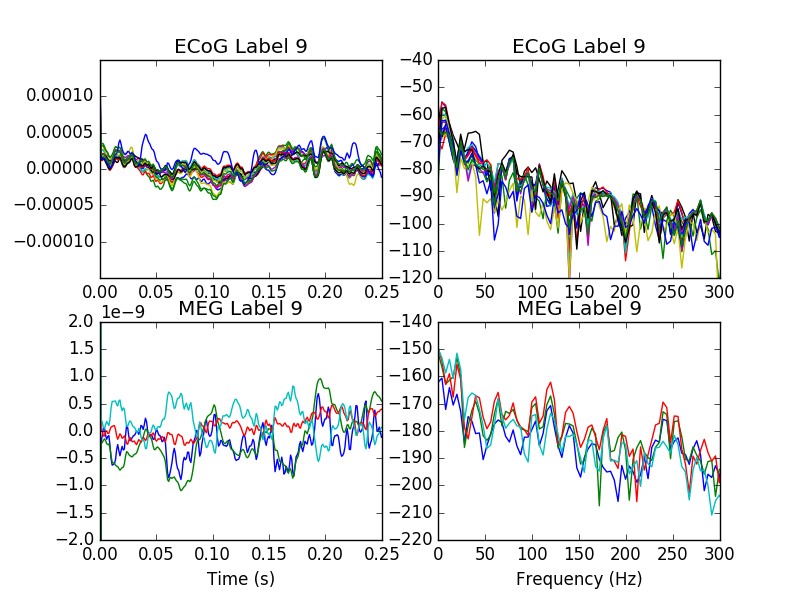 ECoG Label 9
0.00010
0.00005
0.00000
−0.00005
−0.00010
0.00 0.05 0.10 0.15 0.20 0.25
ECoG Label 9
−40
−50
−60
−70
−80
−90
−100
−110
−120
0 50 100 150 200 250 300
MEG Label 9
1e−9
2.0
1.5
1.0
0.5
0.0
−0.5
−1.0
−1.5
−2.0
0.00 0.05 0.10 0.15 0.20 0.25
Time (s)
MEG Label 9
−140
−150
−160
−170
−180
−190
−200
−210
−220
0 50 100 150 200 250 300
Frequency (Hz)